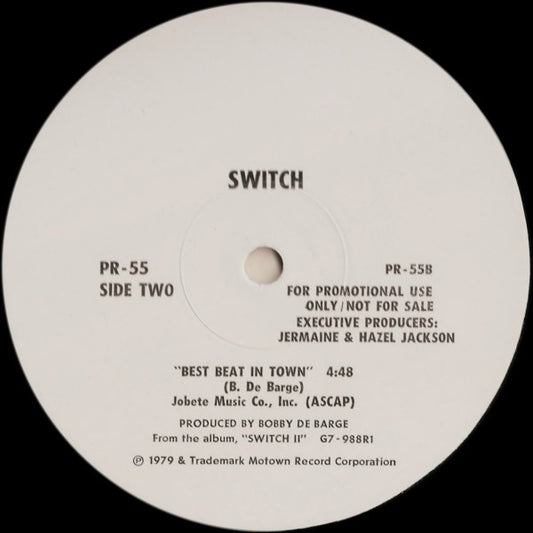 SWITCH
PR-55
SIDE TWO
PR-55B
FOR PROMOTIONAL USE
ONLY/NOT FOR SALE
EXECUTIVE PRODUCERS:
JERMAINE & HAZEL JACKSON
"BEST BEAT IN TOWN" 4:48
(B. De Barge)
Jobete Music Co., Inc. (ASCAP)
PRODUCED BY BOBBY DE BARGE
From the album, "SWITCH II" G7-988R1
℗ 1979 & Trademark Motown Record Corporation